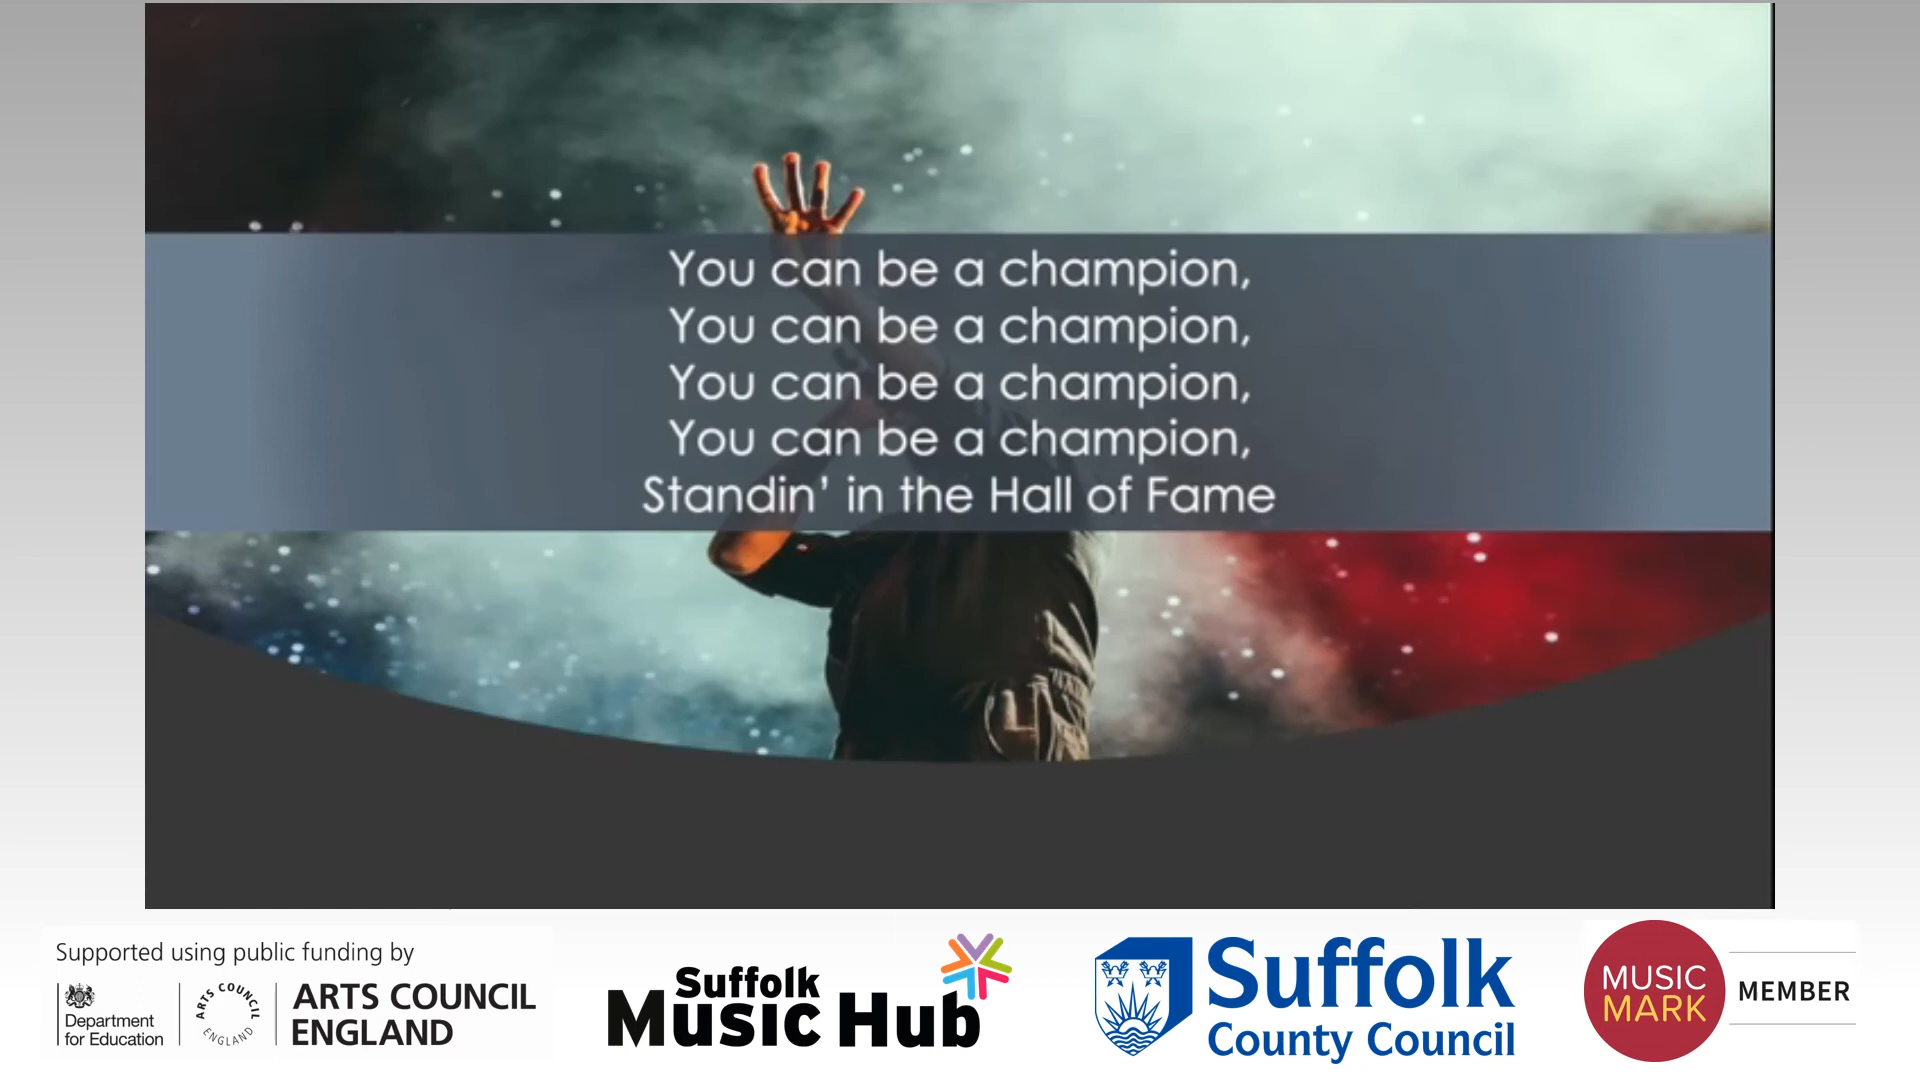 You can be a champion,
You can be a champion,
You can be a champion,
You can be a champion,
Standin' in the Hall of Fame
Supported using public funding by
Department
for Education
ARTS COUNCIL
ENGLAND
ARTS COUNCIL
ENGLAND
Suffolk
Music Hub
Suffolk
County Council
MUSIC
MARK
MEMBER